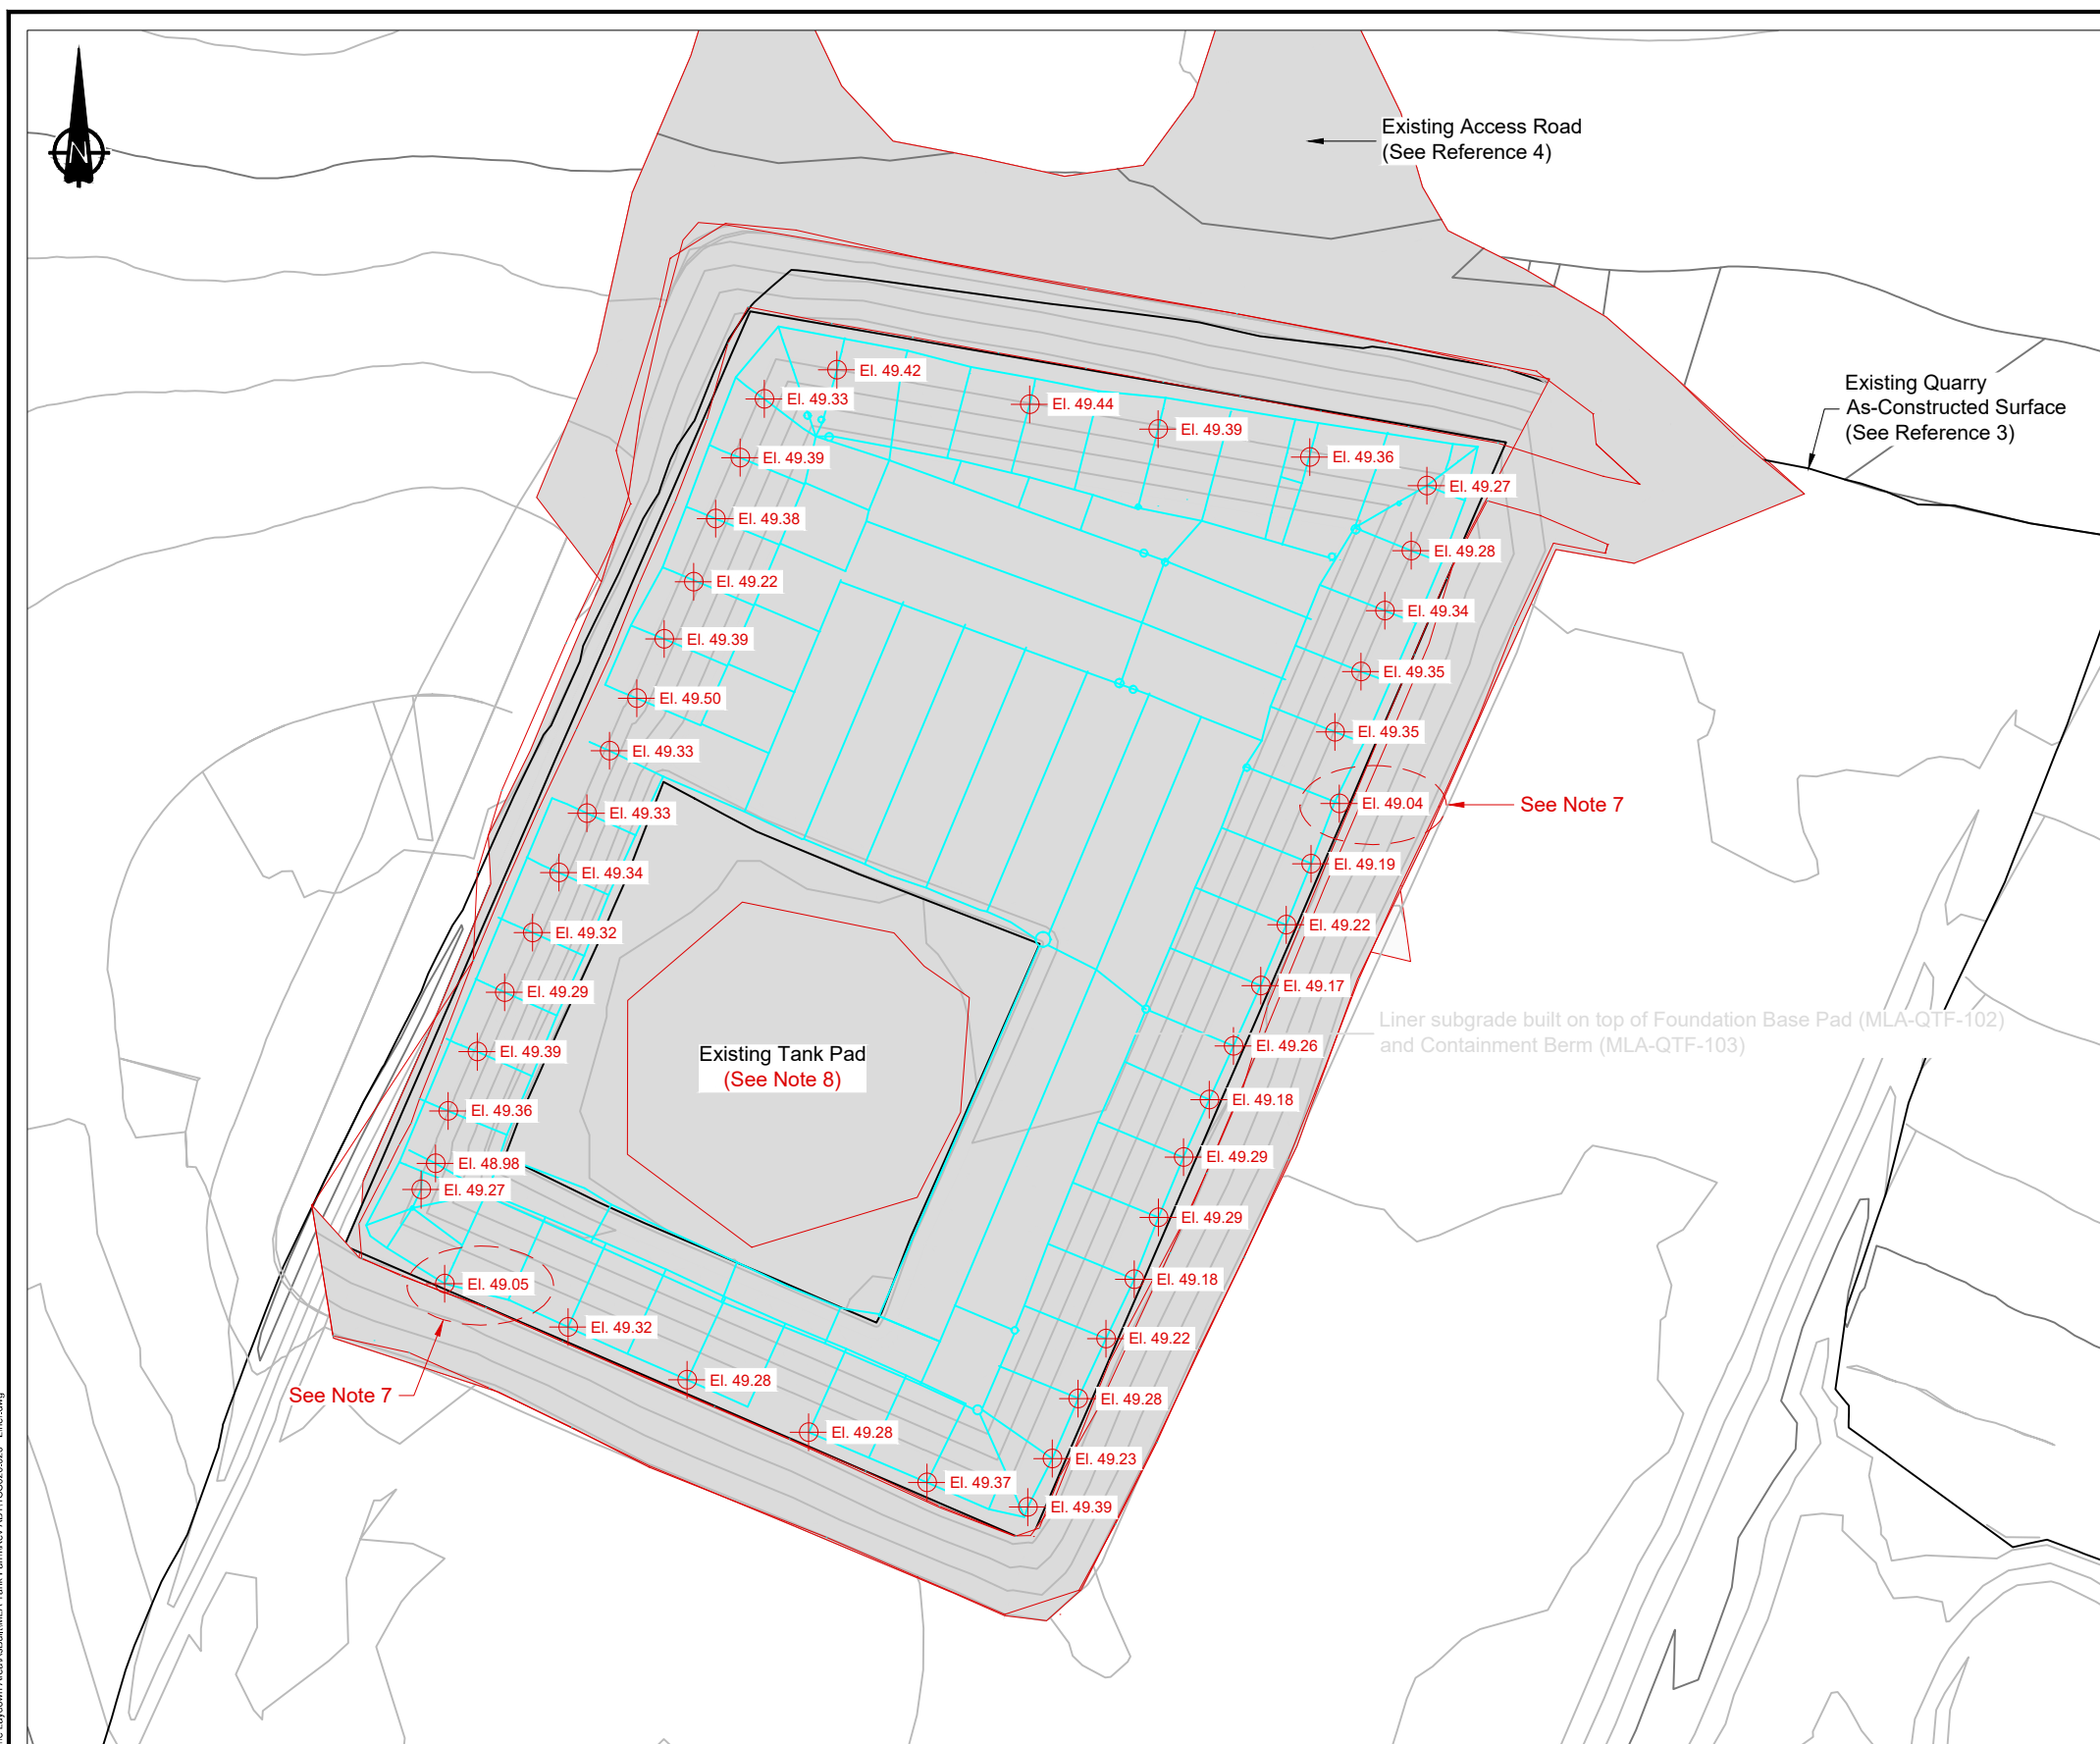 N
Existing Access Road
(See Reference 4)
El. 49.42
Existing Quarry
El. 49.33
As-Constructed Surface
El. 49.44
(See Reference 3)
El. 49.39
El. 49.39
El. 49.36
El. 49.27
El. 49.38
El. 49.28
El. 49.22
El. 49.34
El. 49.39
El. 49.35
El. 49.50
El. 49.35
El. 49.33
El. 49.04
See Note 7
El. 49.33
El. 49.19
El. 49.34
El. 49.22
El. 49.32
El. 49.17
El. 49.29
Liner subgrade built on top of Foundation Base Pad (MLA-QTF-102)
and Containment Berm (MLA-QTF-103)
El. 49.26
El. 49.39
Existing Tank Pad
(See Note 8)
El. 49.18
El. 49.36
El. 49.29
El. 48.98
El. 49.27
El. 49.29
El. 49.18
El. 49.05
El. 49.32
El. 49.22
El. 49.28
See Note 7
El. 49.28
El. 49.28
El. 49.23
El. 49.37
El. 49.39